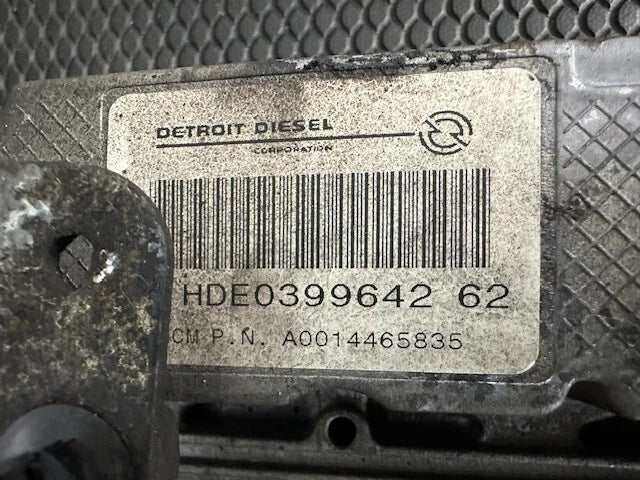 DETROIT DIESEL
CORPORATION
HDE0399642 62
CM P.N. A0014465835